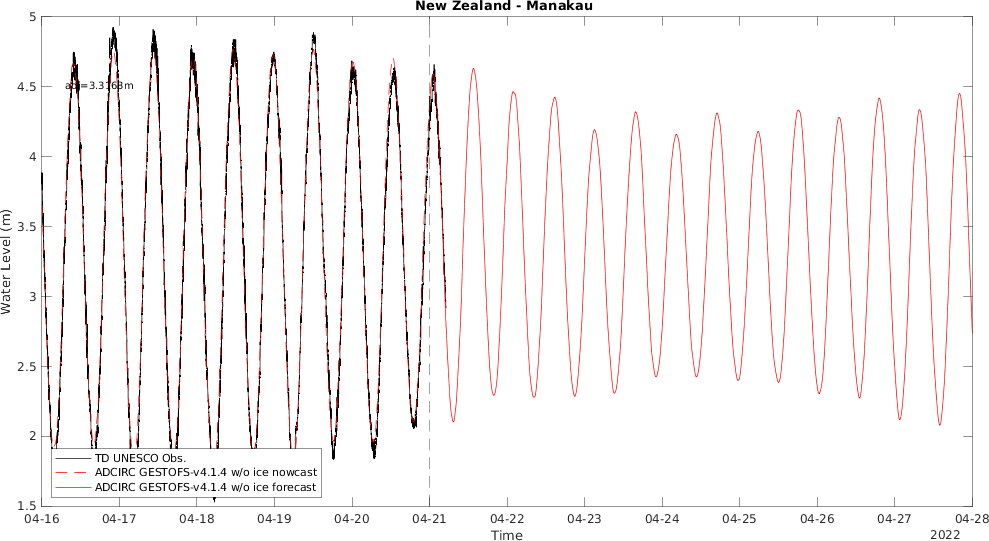 New Zealand - Manakau
5
4.5
4
3.5
3
2.5
2
1.5
Water Level (m)
adj=3.3763m
TD UNESCO Obs.
ADCIRC GESTOFS-v4.1.4 w/o ice nowcast
ADCIRC GESTOFS-v4.1.4 w/o ice forecast
04-16 04-17 04-18 04-19 04-20 04-21 04-22 04-23 04-24 04-25 04-26 04-27 04-28
Time
2022